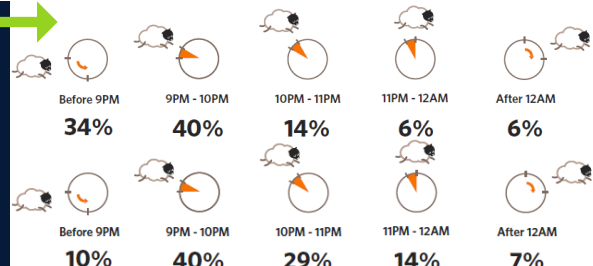 Before 9PM 9PM - 10PM 10PM - 11PM 11PM - 12AM After 12AM
34% 40% 14% 6% 6%
Before 9PM 9PM - 10PM 10PM - 11PM 11PM - 12AM After 12AM
10% 40% 29% 14% 7%